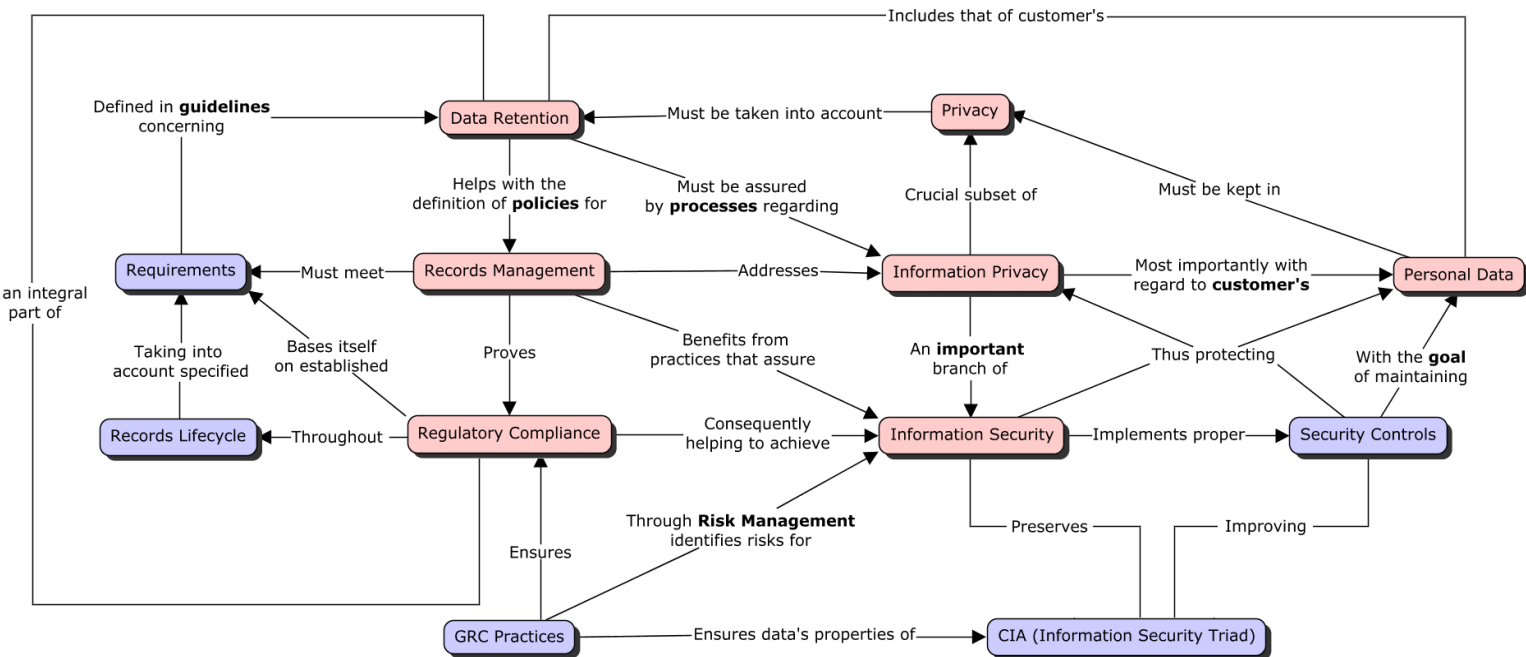 Includes that of customer's
Defined in guidelines
concerning
Data Retention
Must be taken into account
Privacy
Helps with the
definition of policies for
Must be assured
by processes regarding
Crucial subset of
Must be kept in
Requirements
Must meet
Records Management
Addresses
Information Privacy
Most importantly with
regard to customer's
Personal Data
an integral
part of
Taking into
account specified
Bases itself
on established
Proves
Benefits from
practices that assure
An important
branch of
Thus protecting
With the goal
of maintaining
Records Lifecycle
Throughout
Regulatory Compliance
Consequently
helping to achieve
Information Security
Implements proper
Security Controls
Ensures
Through Risk Management
identifies risks for
Preserves
Improving
GRC Practices
Ensures data's properties of
CIA (Information Security Triad)